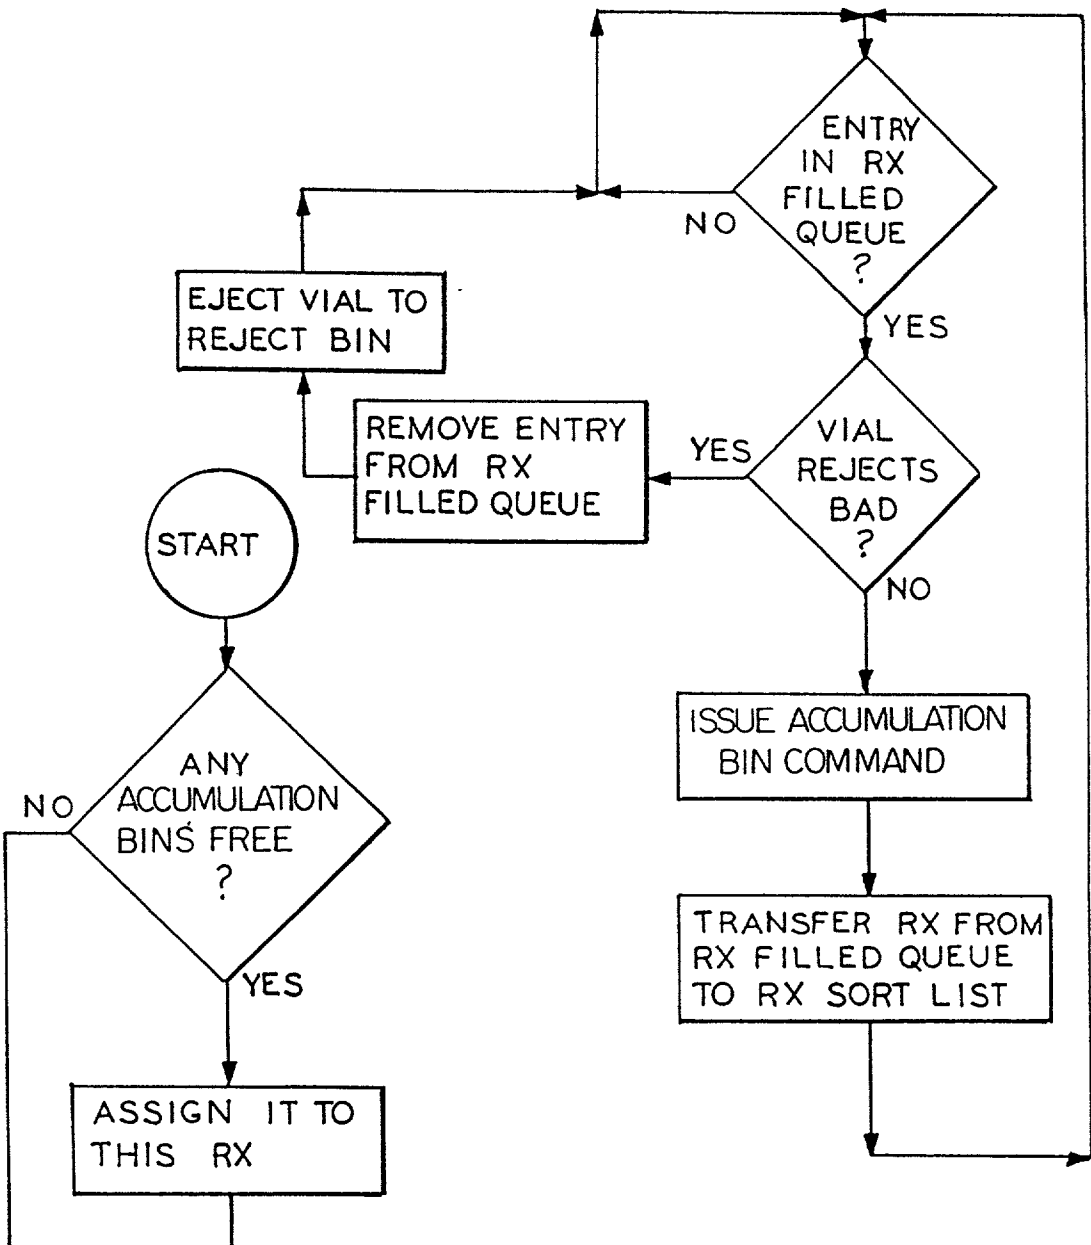 ENTRY
IN RX
FILLED
QUEUE
?
NO
YES
EJECT VIAL TO
REJECT BIN
REMOVE ENTRY
FROM RX
FILLED QUEUE
YES
VIAL
REJECTS
BAD
?
NO
START
ISSUE ACCUMULATION
BIN COMMAND
ANY
ACCUMULATION
BINS FREE
?
NO
YES
TRANSFER RX FROM
RX FILLED QUEUE
TO RX SORT LIST
ASSIGN IT TO
THIS RX